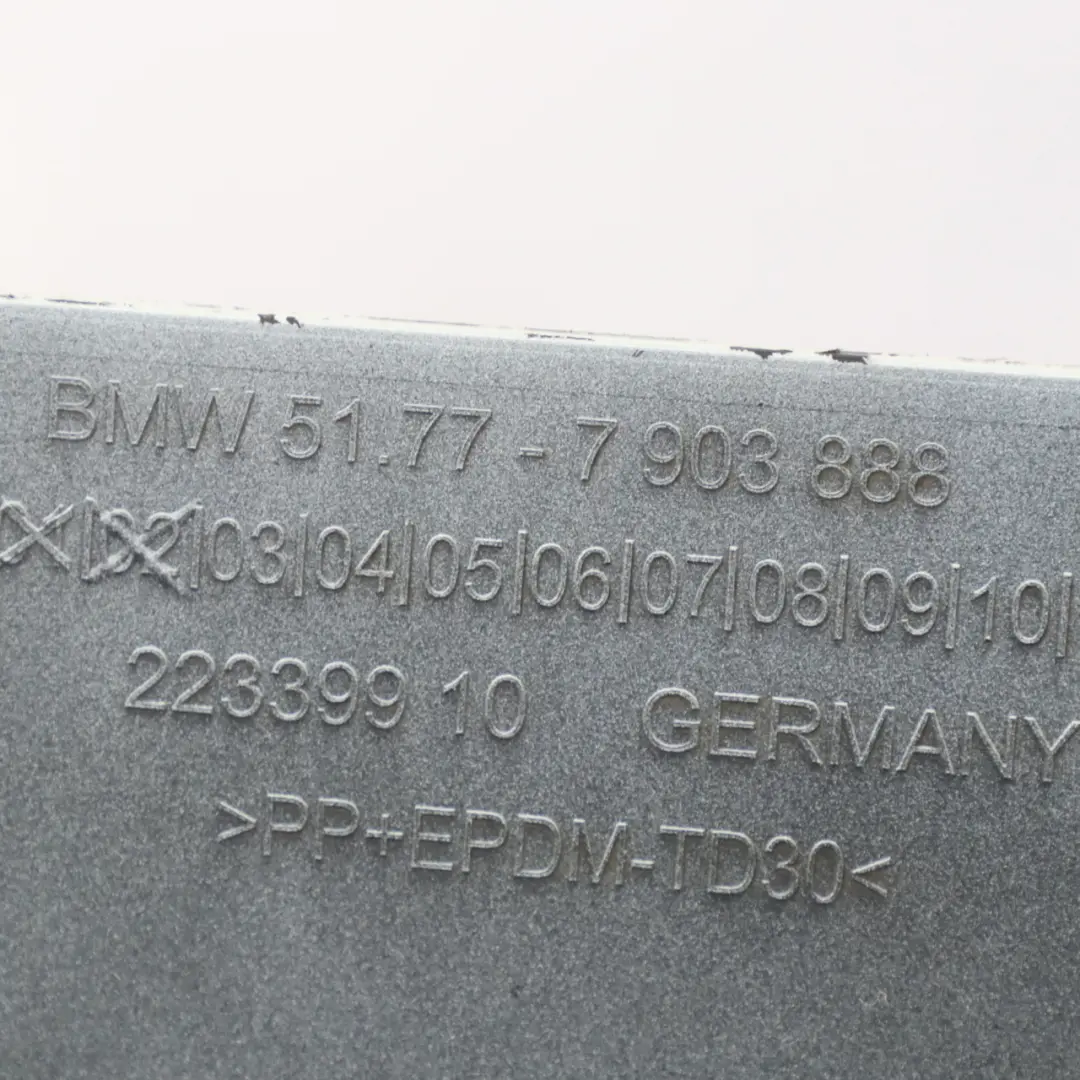 BMW 51.77 - 7 903 888
|02|03|04|05|06|07|08|09|10|
223399 10 GERMANY
>PP+EPDM-TD30<